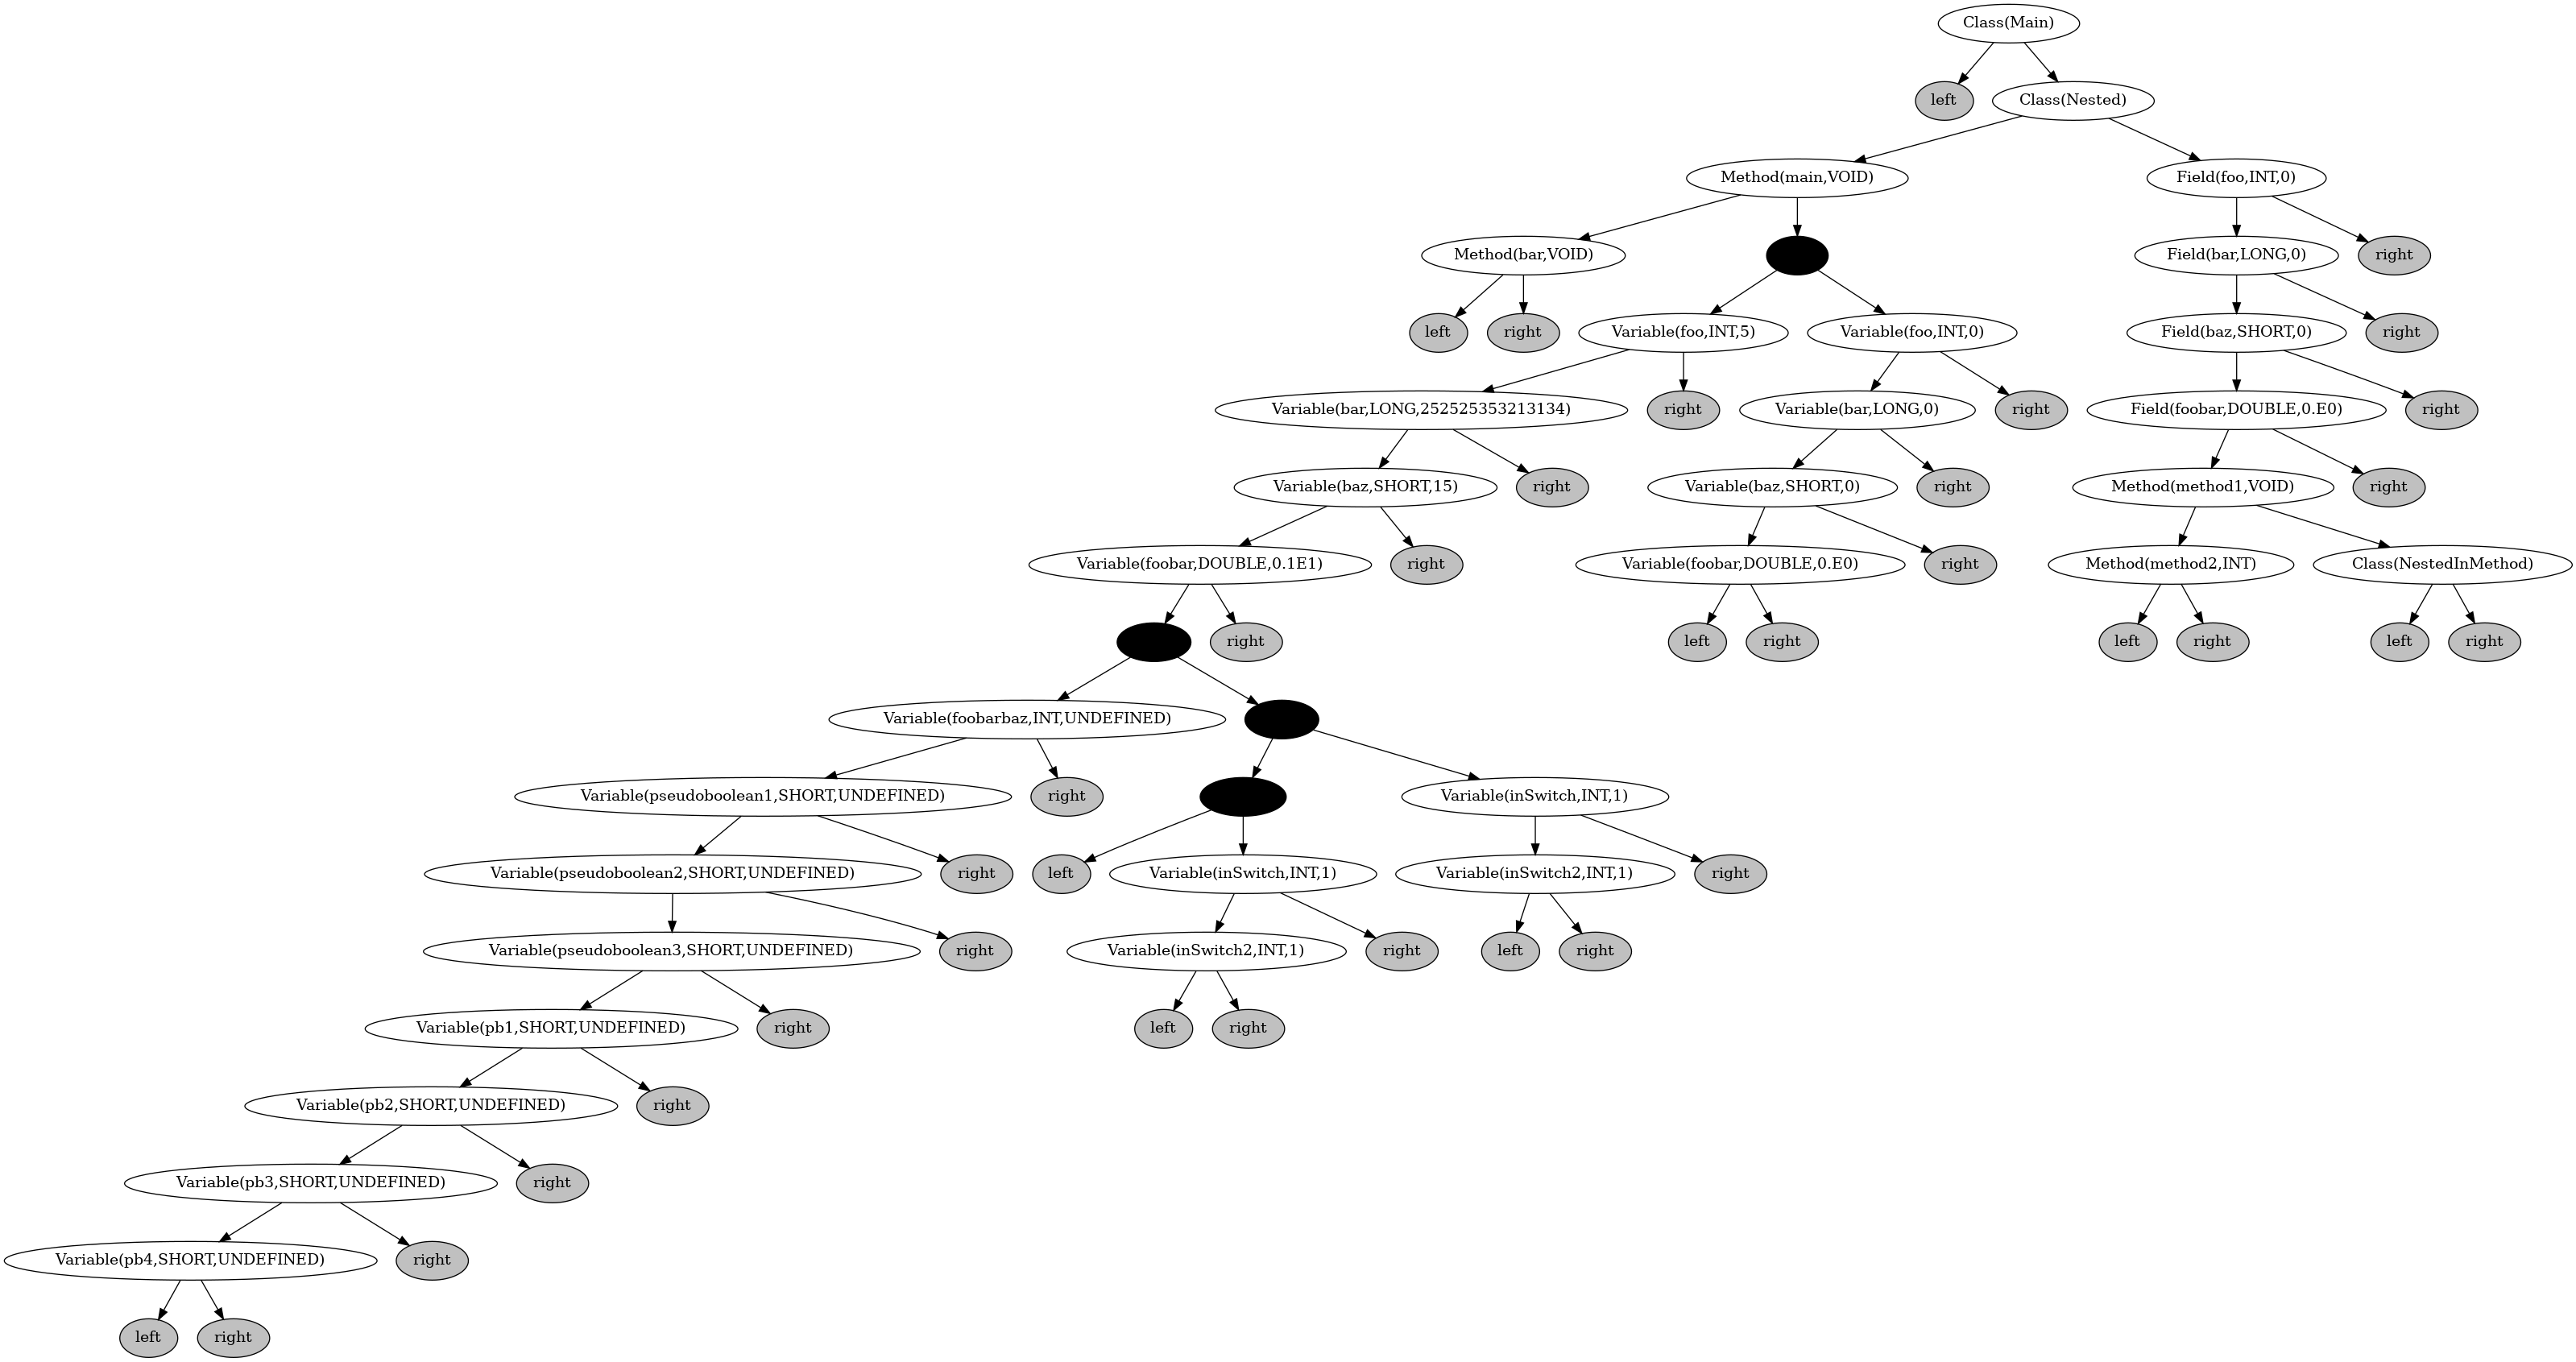 Class(Main)
left
Class(Nested)
Method(main,VOID)
Field(foo,INT,0)
Method(bar,VOID)
Field(bar,LONG,0)
right
left
right
Variable(foo,INT,5)
Variable(foo,INT,0)
Field(baz,SHORT,0)
right
Variable(bar,LONG,252525353213134)
right
Variable(bar,LONG,0)
right
Field(foobar,DOUBLE,0.E0)
right
Variable(baz,SHORT,15)
right
Variable(baz,SHORT,0)
right
Method(method1,VOID)
right
Variable(foobar,DOUBLE,0.1E1)
right
Variable(foobar,DOUBLE,0.E0)
right
Method(method2,INT)
Class(NestedInMethod)
right
left
right
left
right
left
right
Variable(foobarbaz,INT,UNDEFINED)
Variable(pseudoboolean1,SHORT,UNDEFINED)
right
Variable(inSwitch,INT,1)
Variable(pseudoboolean2,SHORT,UNDEFINED)
right
left
Variable(inSwitch,INT,1)
Variable(inSwitch2,INT,1)
right
Variable(pseudoboolean3,SHORT,UNDEFINED)
right
Variable(inSwitch2,INT,1)
right
left
right
Variable(pb1,SHORT,UNDEFINED)
right
left
right
Variable(pb2,SHORT,UNDEFINED)
right
Variable(pb3,SHORT,UNDEFINED)
right
Variable(pb4,SHORT,UNDEFINED)
right
left
right